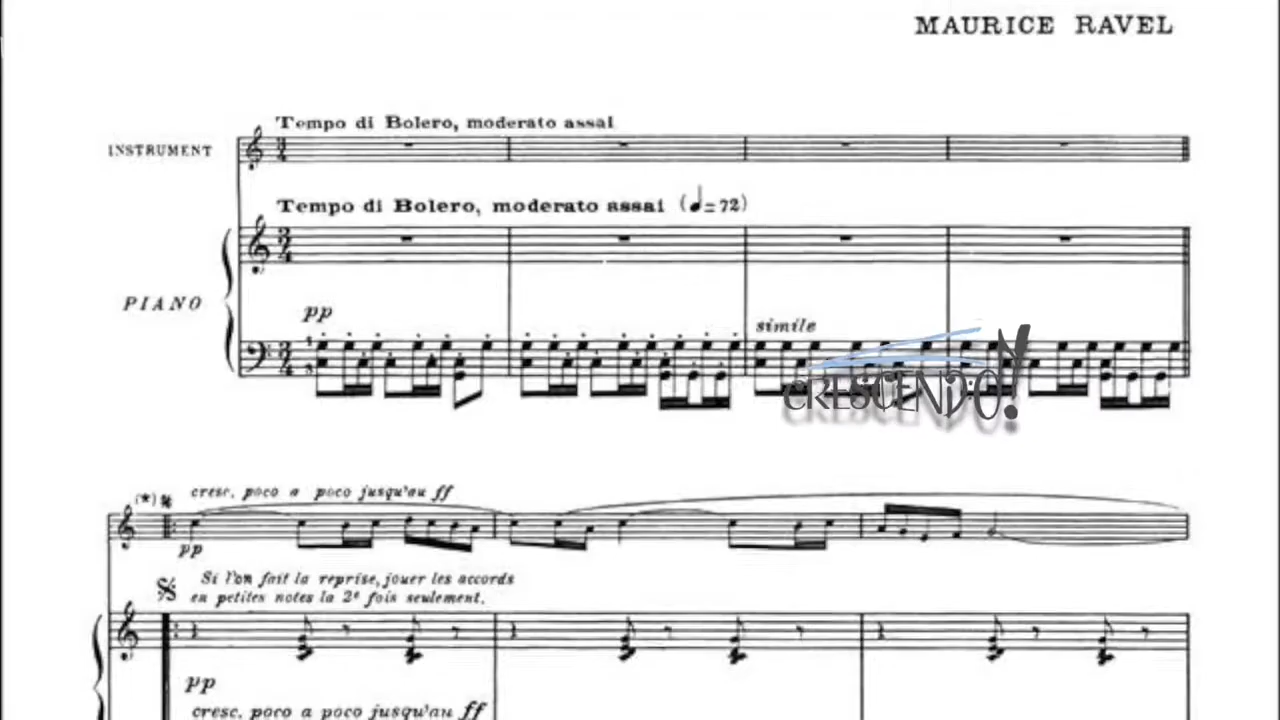 MAURICE RAVEL
Tempo di Bolero, moderato assai
INSTRUMENT
Tempo di Bolero, moderato assai (♩=72)
PIANO
pp
simile
CRESCENDO!
(*)
cresc. poco a poco jusqu'au ff
pp
Si l'on fait la reprise, jouer les accords
en petites notes la 2e fois seulement.
pp
cresc. poco a poco jusqu'au ff